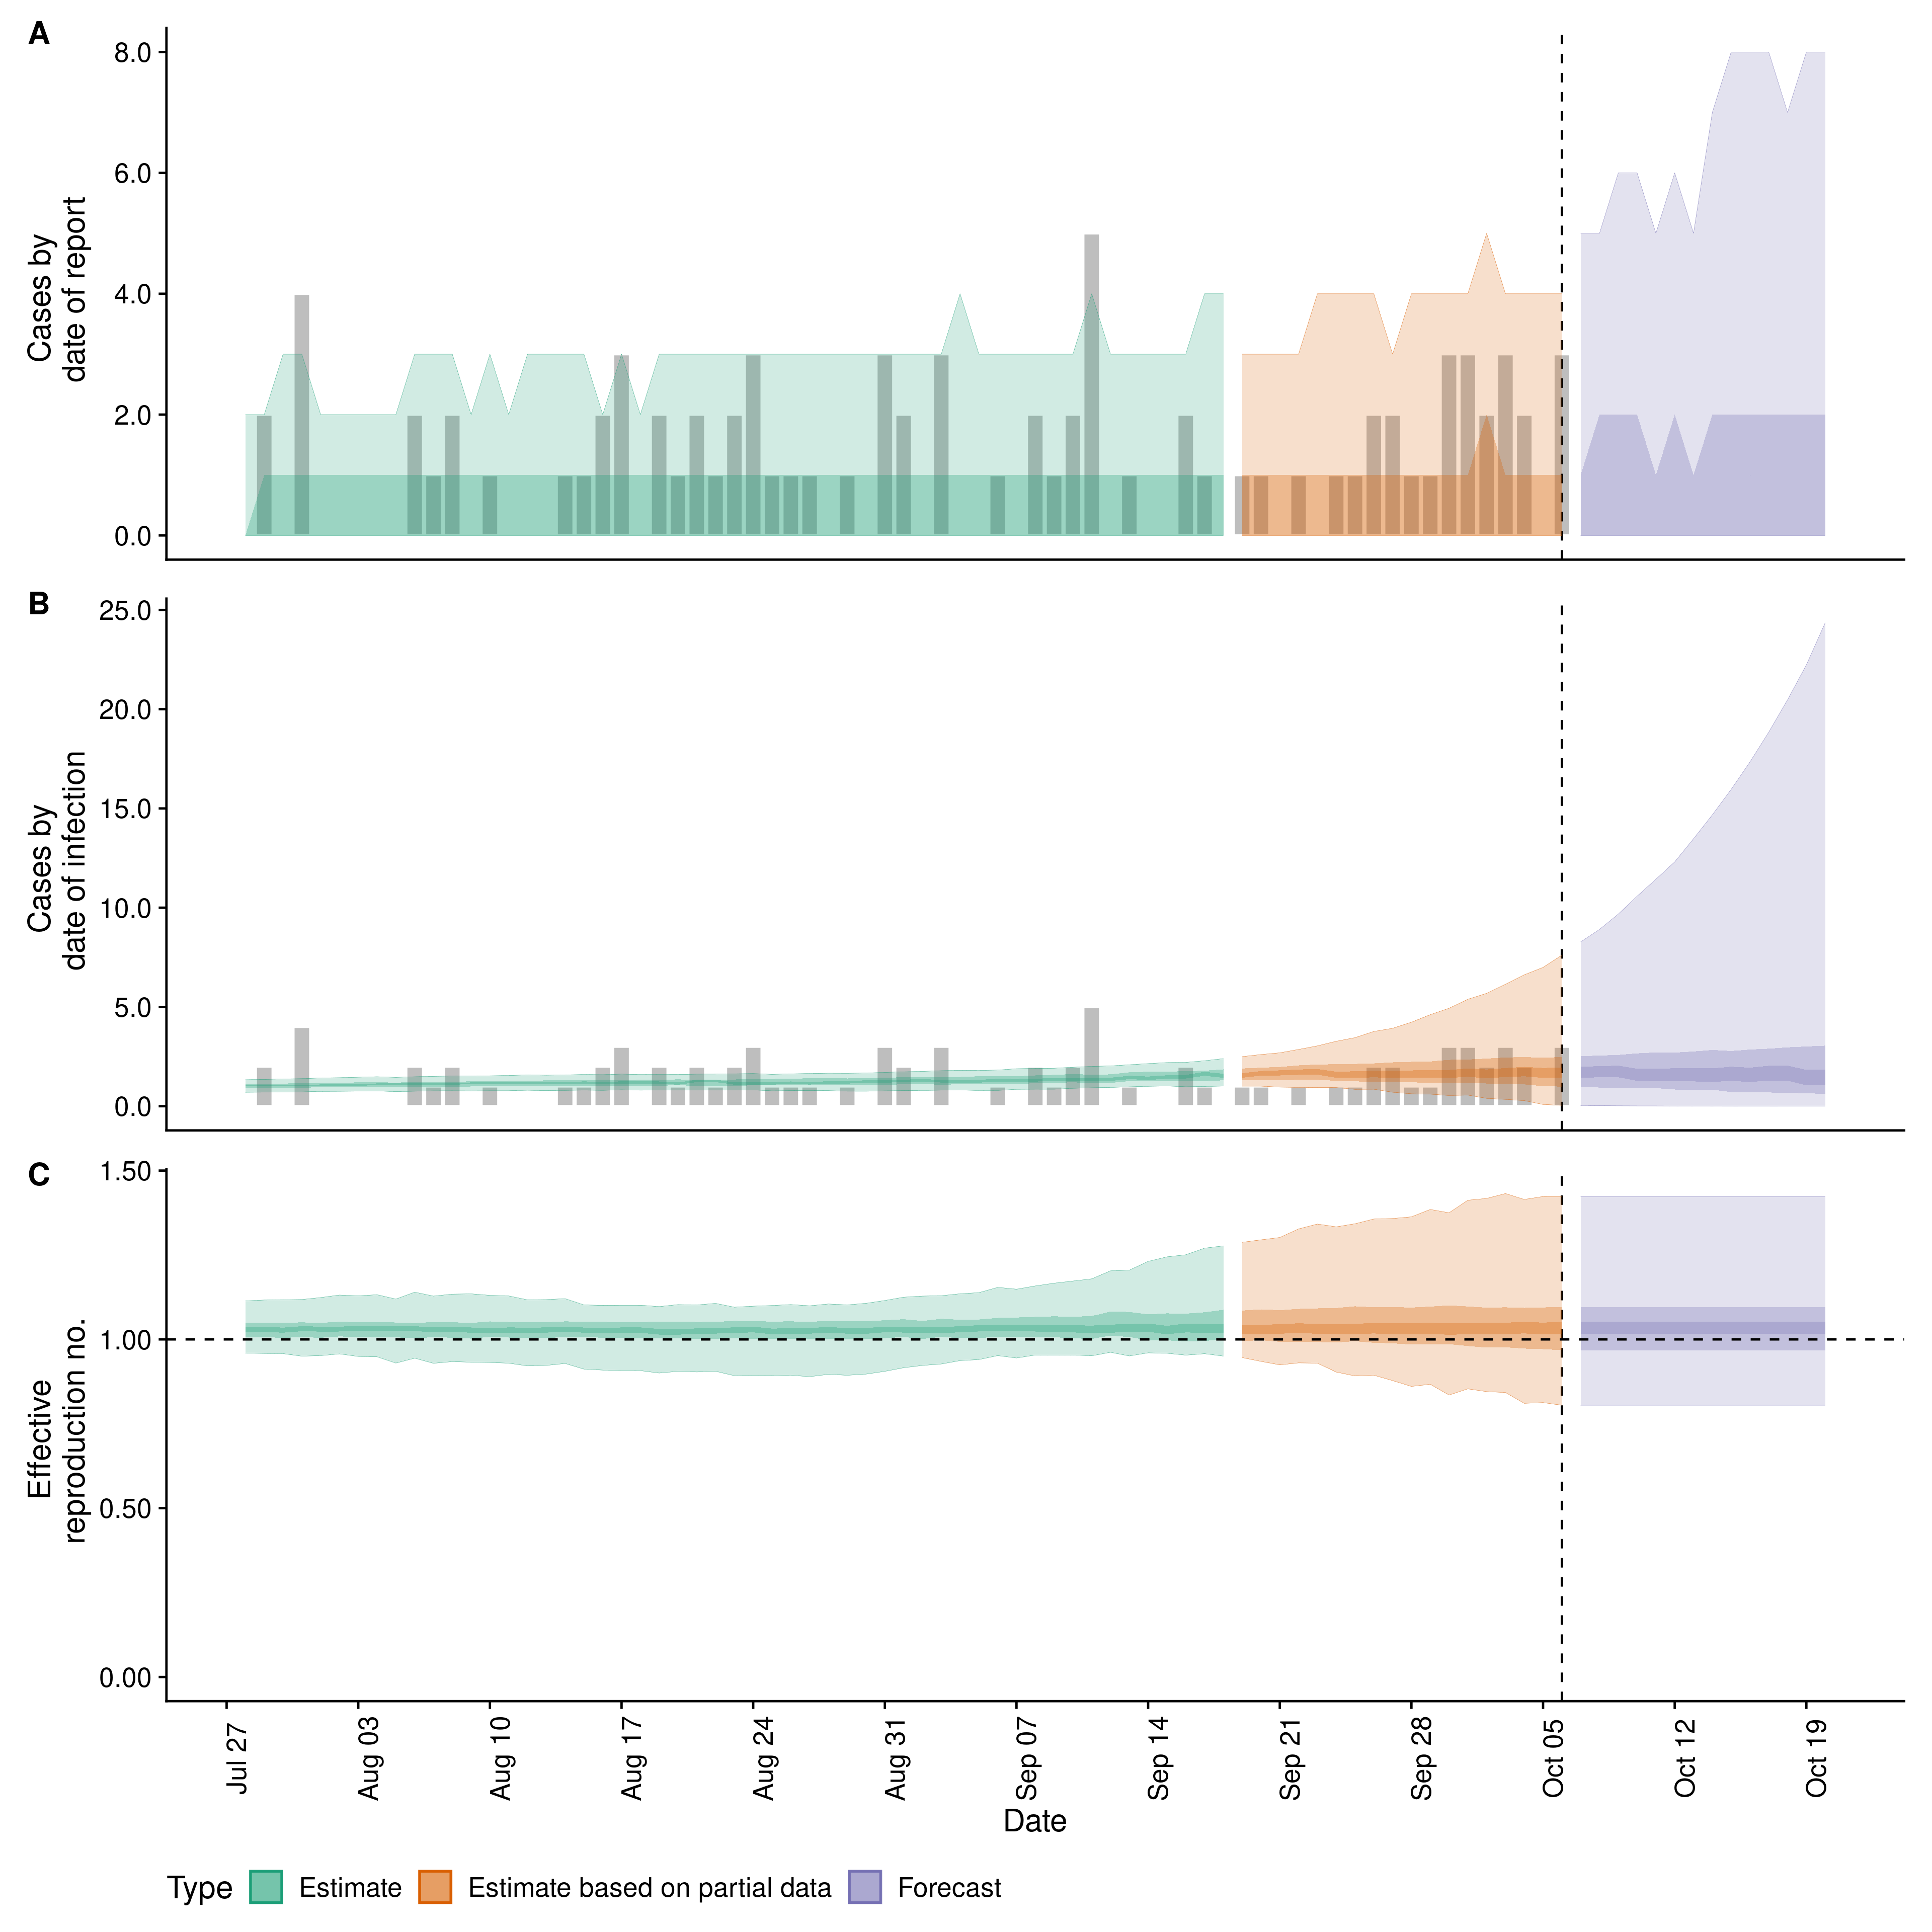 A
8.0
6.0
4.0
2.0
0.0
Cases by
date of report
B
25.0
20.0
15.0
10.0
5.0
0.0
Cases by
date of infection
C
1.50
1.00
0.50
0.00
Effective
reproduction no.
Jul 27
Aug 03
Aug 10
Aug 17
Aug 24
Aug 31
Sep 07
Sep 14
Sep 21
Sep 28
Oct 05
Oct 12
Oct 19
Date
Type Estimate Estimate based on partial data Forecast